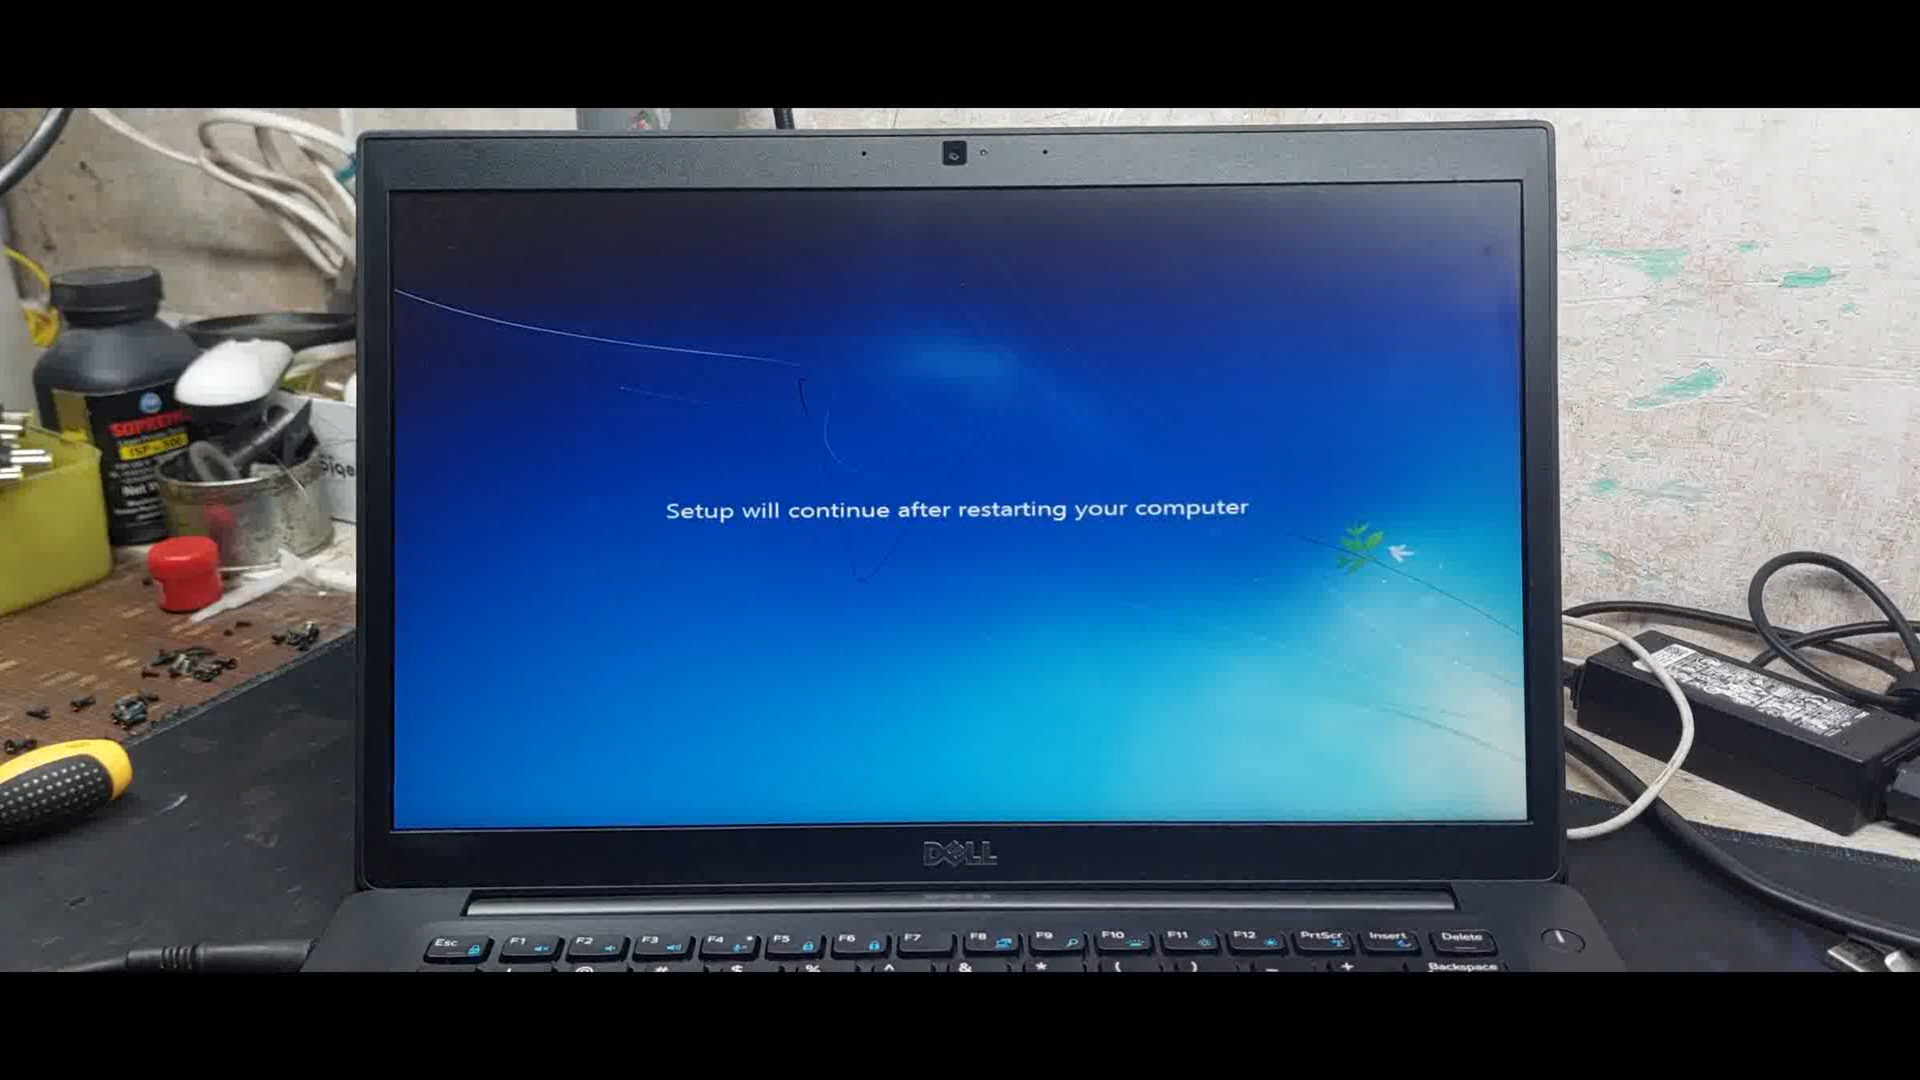 SUPREME
Setup will continue after restarting your computer
DELL
Esc F1 F2 F3 F4 F5 F6 F7 F8 F9 F10 F11 F12 PrtScr Insert Delete
@ # $ % ^ & * ( ) - + Backspace